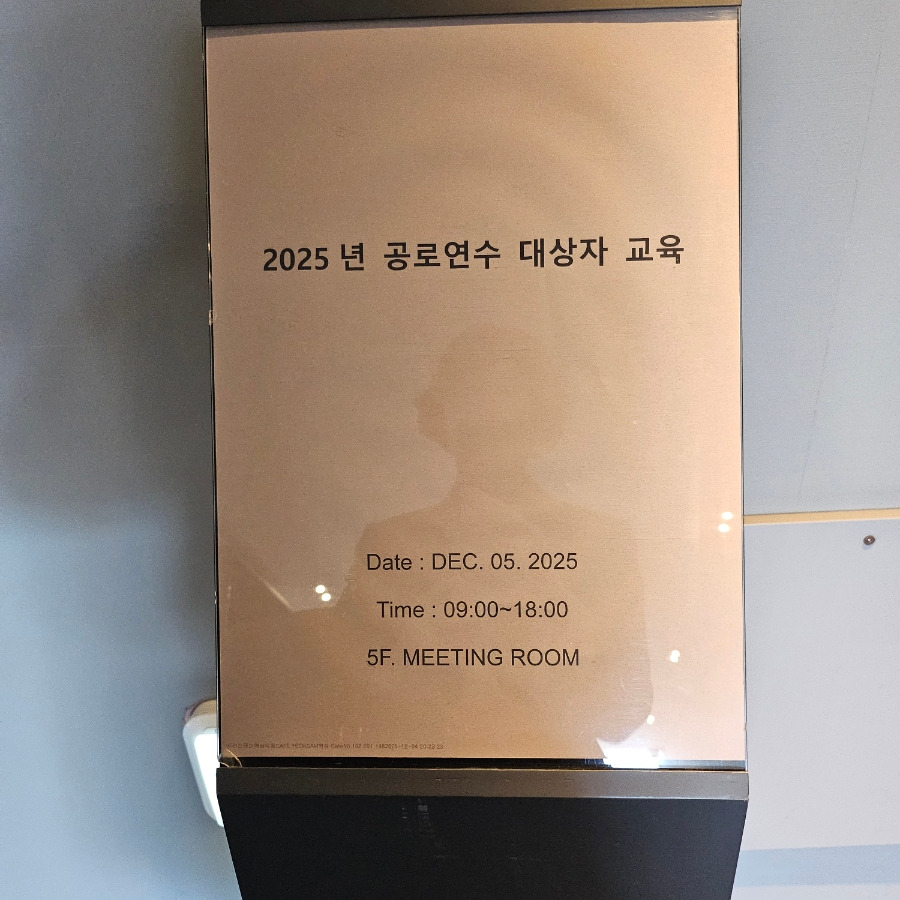 2025 년 공로연수 대상자 교육
Date : DEC. 05. 2025
Time : 09:00~18:00
5F. MEETING ROOM